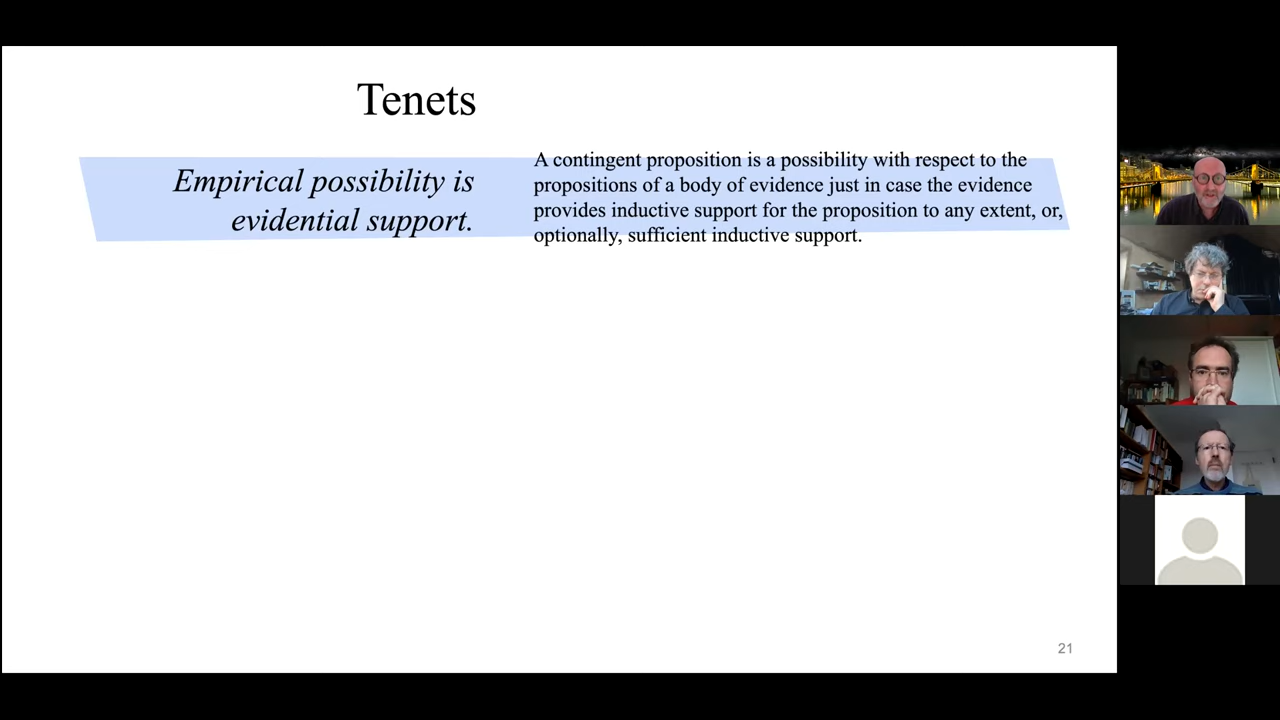 Tenets
Empirical possibility is
evidential support.
A contingent proposition is a possibility with respect to the
propositions of a body of evidence just in case the evidence
provides inductive support for the proposition to any extent, or,
optionally, sufficient inductive support.
21